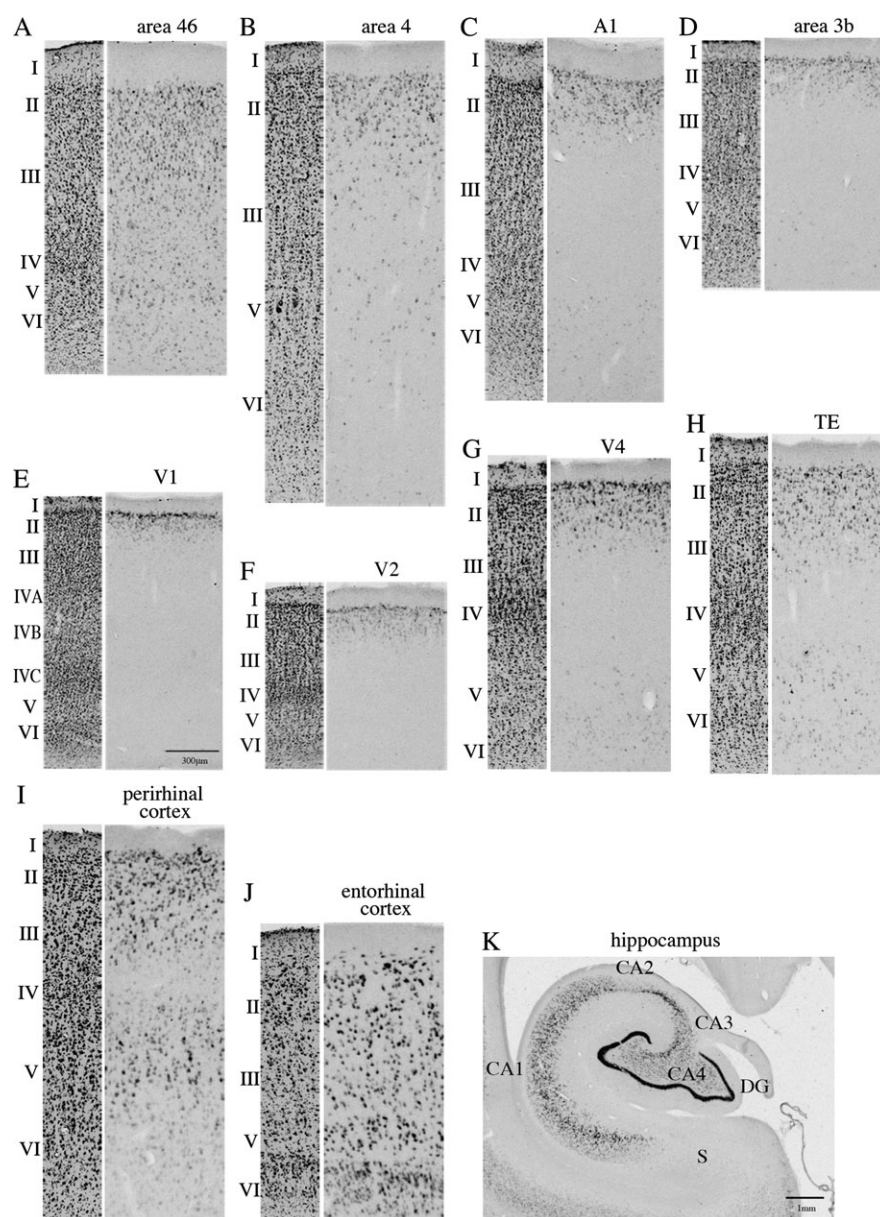 A
area 46
I
II
III
IV
V
VI
B
area 4
I
II
III
V
VI
C
A1
I
II
III
IV
V
VI
D
area 3b
I
II
III
IV
V
VI
E
V1
I
II
III
IVA
IVB
IVC
V
VI
300μm
F
V2
I
II
III
IV
V
VI
G
V4
I
II
III
IV
V
VI
H
TE
I
II
III
IV
V
VI
I
perirhinal
cortex
I
II
III
IV
V
VI
J
entorhinal
cortex
I
II
III
V
VI
K
hippocampus
CA2
CA3
CA1
CA4
DG
S
1mm